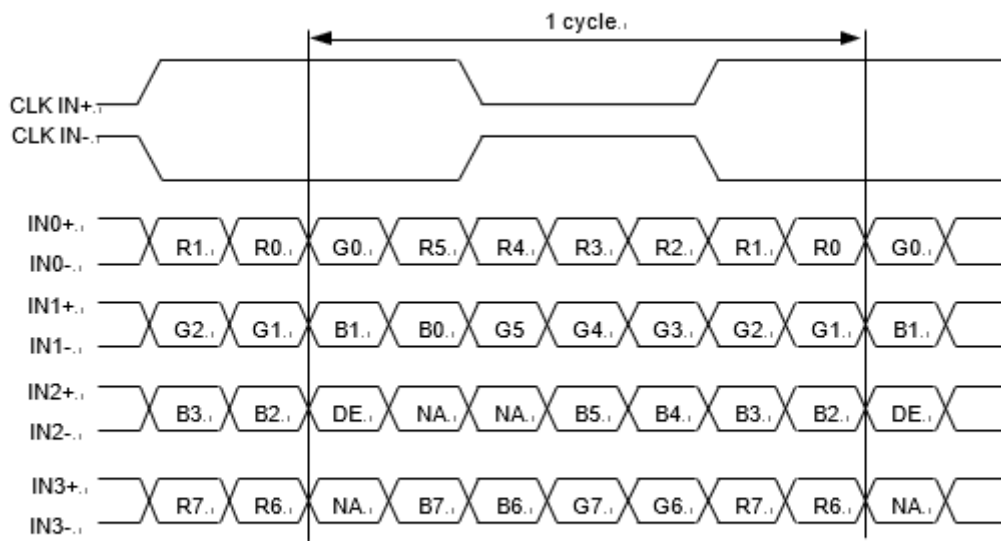 1 cycle.
CLK IN+.
CLK IN-.
IN0+.
R1. R0. G0. R5. R4. R3. R2. R1. R0 G0.
IN0-.
IN1+.
G2. G1. B1. B0. G5 G4. G3. G2. G1. B1.
IN1-.
IN2+.
B3. B2. DE. NA. NA. B5. B4. B3. B2. DE.
IN2-.
IN3+.
R7. R6. NA. B7. B6. G7. G6. R7. R6. NA.
IN3-.